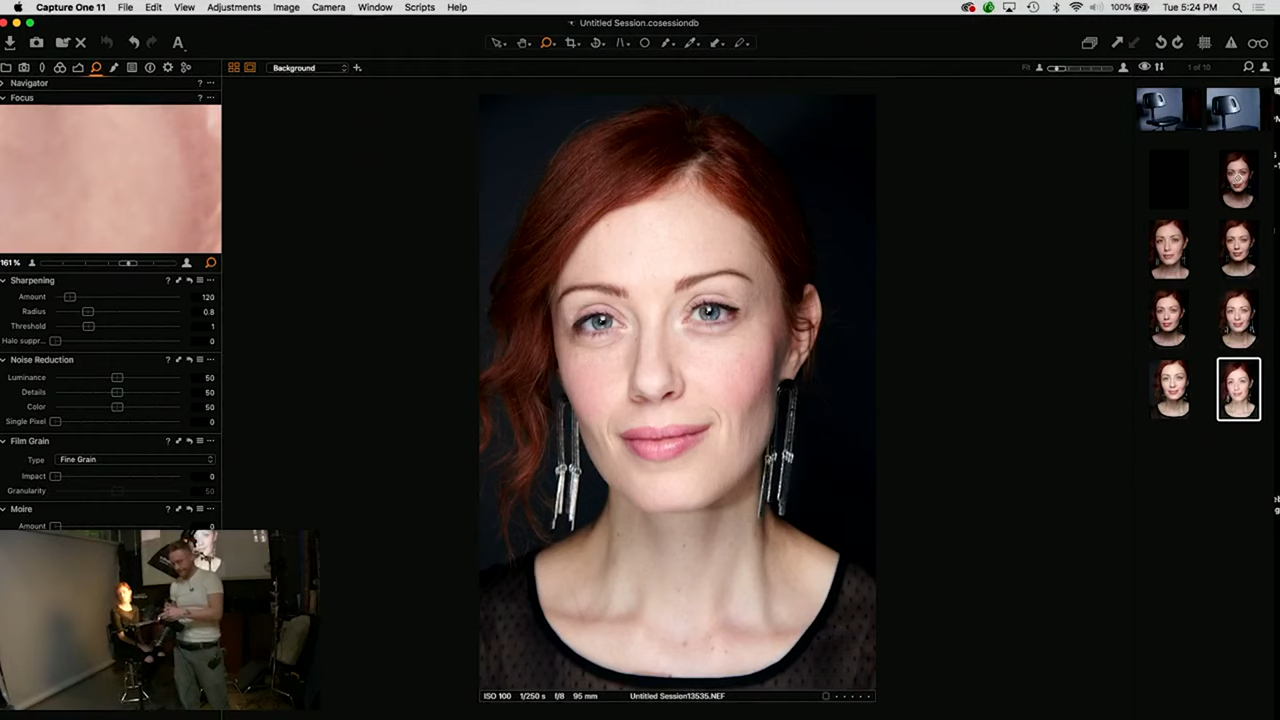 Capture One 11 File Edit View Adjustments Image Camera Window Scripts Help 100% Tue 5:24 PM
Untitled Session.cosessiondb
Background
Fit
1 of 10
Navigator ? ...
Focus ? ...
161 %
Sharpening ? ...
Amount 120
Radius 0.8
Threshold 1
Halo suppr... 0
Noise Reduction ? ...
Luminance 50
Details 50
Color 50
Single Pixel 0
Film Grain ? ...
Type Fine Grain
Impact 0
Granularity 50
Moire ? ...
Amount 0
ISO 100 1/250 s f/8 95 mm Untitled Session13535.NEF